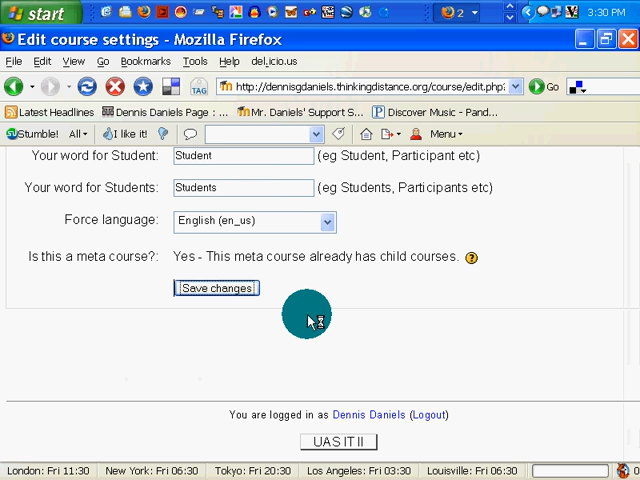 start
2
3:30 PM
Edit course settings - Mozilla Firefox
File Edit View Go Bookmarks Tools Help del.icio.us
TAG http://dennisgdaniels.thinkingdistance.org/course/edit.php? Go
Latest Headlines Dennis Daniels Page : ... Mr. Daniels' Support S... Discover Music - Pand...
Stumble! All I like it! Menu
Your word for Student: Student (eg Student, Participant etc)
Your word for Students: Students (eg Students, Participants etc)
Force language: English (en_us)
Is this a meta course?: Yes - This meta course already has child courses. ?
Save changes
You are logged in as Dennis Daniels (Logout)
UAS IT II
London: Fri 11:30 New York: Fri 06:30 Tokyo: Fri 20:30 Los Angeles: Fri 03:30 Louisville: Fri 06:30 0